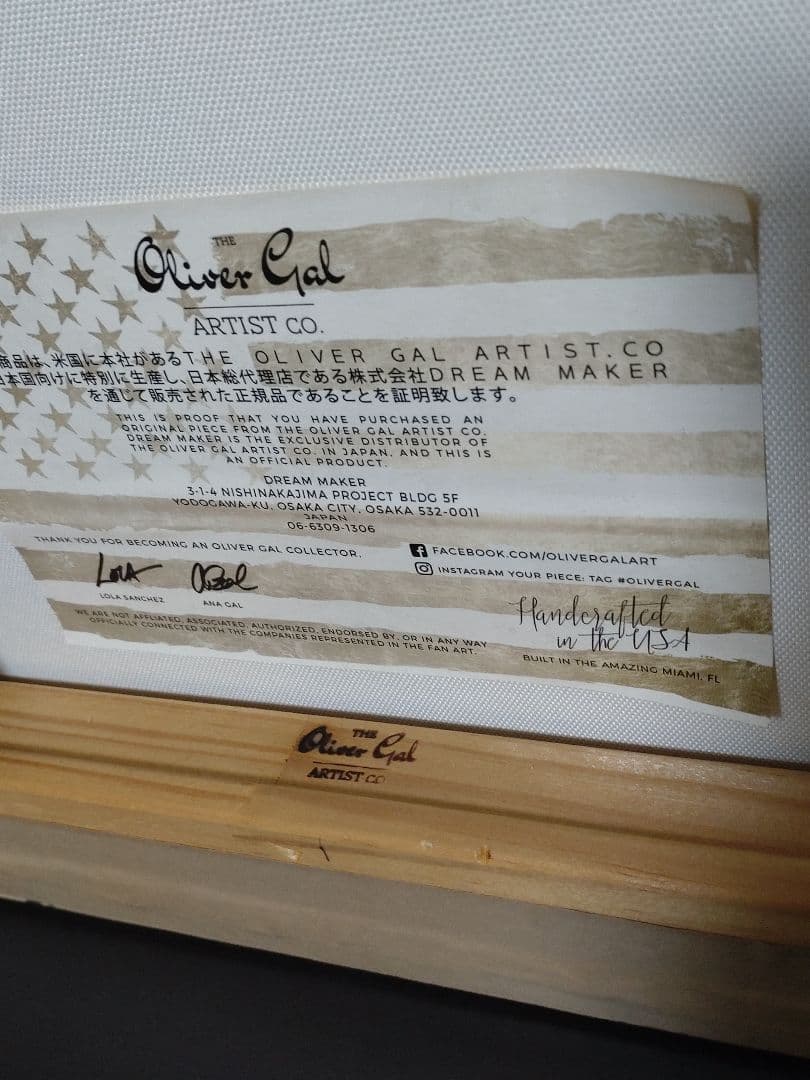 THE
Oliver Gal
ARTIST CO.
商品は、米国に本社があるTHE OLIVER GAL ARTIST.CO
本国向けに特別に生産し、日本総代理店である株式会社DREAM MAKER
を通じて販売された正規品であることを証明致します。
THIS IS PROOF THAT YOU HAVE PURCHASED AN
ORIGINAL PIECE FROM THE OLIVER GAL ARTIST CO.
DREAM MAKER IS THE EXCLUSIVE DISTRIBUTOR OF
THE OLIVER GAL ARTIST CO. IN JAPAN, AND THIS IS
AN OFFICIAL PRODUCT.
DREAM MAKER
3-1-4 NISHINAKAJIMA PROJECT BLDG 5F
YODOGAWA-KU, OSAKA CITY, OSAKA 532-0011
JAPAN
06-6309-1306
THANK YOU FOR BECOMING AN OLIVER GAL COLLECTOR.
LOLA SANCHEZ
ANA GAL
FACEBOOK.COM/OLIVERGALART
INSTAGRAM YOUR PIECE: TAG #OLIVERGAL
WE ARE NOT AFFLIATED, ASSOCIATED, AUTHORIZED, ENDORSED BY, OR IN ANY WAY
OFFICIALLY CONNECTED WITH THE COMPANIES REPRESENTED IN THE FAN ART.
Handcrafted
in the USA
BUILT IN THE AMAZING MIAMI, FL
THE
Oliver Gal
ARTIST CO